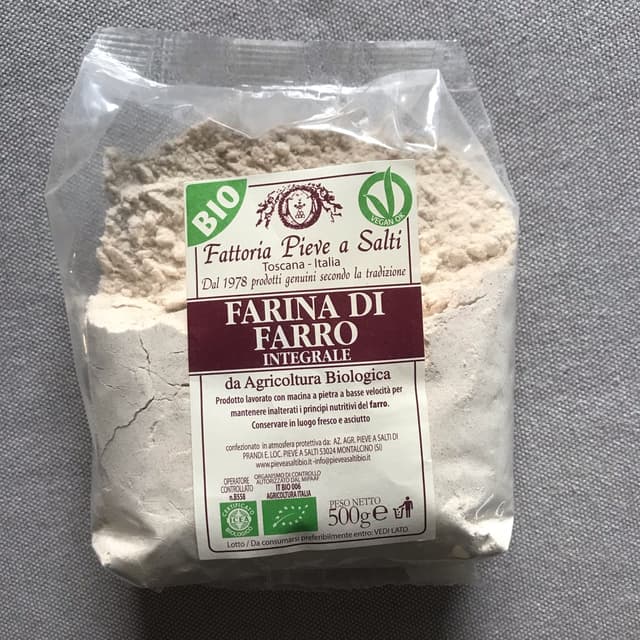 BIO
VEGAN OK
Fattoria Pieve a Salti
Toscana - Italia
Dal 1978 prodotti genuini secondo la tradizione
FARINA DI
FARRO
INTEGRALE
da Agricoltura Biologica
Prodotto lavorato con macina a pietra a basse velocità per
mantenere inalterati i principi nutritivi del farro.
Conservare in luogo fresco e asciutto
confezionato in atmosfera protettiva da: AZ. AGR. PIEVE A SALTI DI
PRANDI E. LOC. PIEVE A SALTI 53024 MONTALCINO (SI)
www.pieveasaltibio.it -info@pieveasaltibio.it
OPERATORE
CONTROLLATO
n.B558
ORGANISMO DI CONTROLLO
AUTORIZZATO DAL MIPAAF
IT BIO 006
AGRICOLTURA ITALIA
PESO NETTO
500g e
Lotto / Da consumarsi preferibilmente entro: VEDI LATO